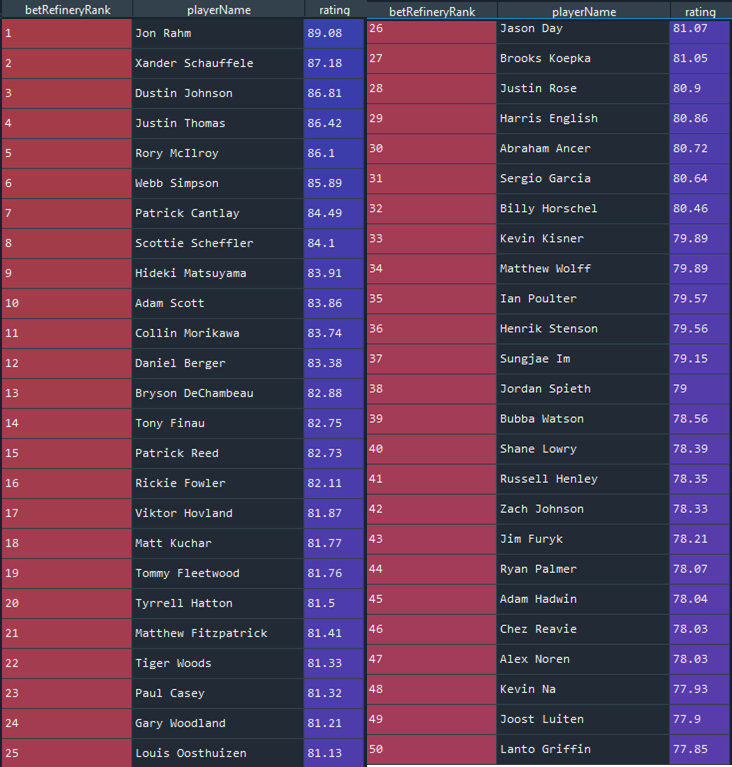 betRefineryRank playerName rating
1 Jon Rahm 89.08
2 Xander Schauffele 87.18
3 Dustin Johnson 86.81
4 Justin Thomas 86.42
5 Rory McIlroy 86.1
6 Webb Simpson 85.89
7 Patrick Cantlay 84.49
8 Scottie Scheffler 84.1
9 Hideki Matsuyama 83.91
10 Adam Scott 83.86
11 Collin Morikawa 83.74
12 Daniel Berger 83.38
13 Bryson DeChambeau 82.88
14 Tony Finau 82.75
15 Patrick Reed 82.73
16 Rickie Fowler 82.11
17 Viktor Hovland 81.87
18 Matt Kuchar 81.77
19 Tommy Fleetwood 81.76
20 Tyrrell Hatton 81.5
21 Matthew Fitzpatrick 81.41
22 Tiger Woods 81.33
23 Paul Casey 81.32
24 Gary Woodland 81.21
25 Louis Oosthuizen 81.13
betRefineryRank playerName rating
26 Jason Day 81.07
27 Brooks Koepka 81.05
28 Justin Rose 80.9
29 Harris English 80.86
30 Abraham Ancer 80.72
31 Sergio Garcia 80.64
32 Billy Horschel 80.46
33 Kevin Kisner 79.89
34 Matthew Wolff 79.89
35 Ian Poulter 79.57
36 Henrik Stenson 79.56
37 Sungjae Im 79.15
38 Jordan Spieth 79
39 Bubba Watson 78.56
40 Shane Lowry 78.39
41 Russell Henley 78.35
42 Zach Johnson 78.33
43 Jim Furyk 78.21
44 Ryan Palmer 78.07
45 Adam Hadwin 78.04
46 Chez Reavie 78.03
47 Alex Noren 78.03
48 Kevin Na 77.93
49 Joost Luiten 77.9
50 Lanto Griffin 77.85